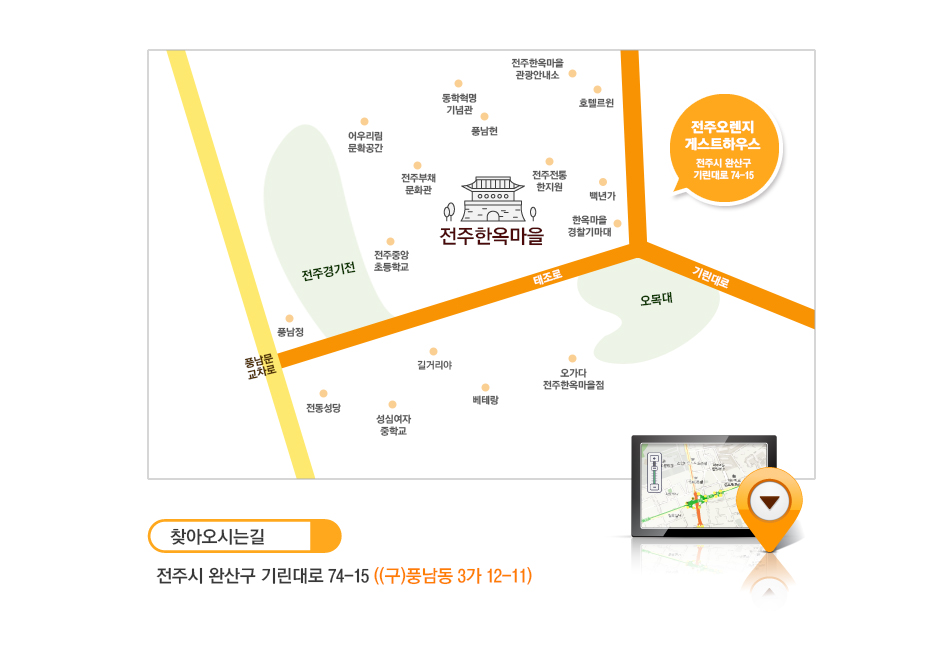 전주한옥마을
관광안내소
호텔르윈
동학혁명
기념관
풍남헌
어우리림
문확공간
전주부채
문화관
전주전통
한지원
백년가
한옥마을
경찰기마대
전주한옥마을
전주오렌지
게스트하우스
전주시 완산구
기린대로 74-15
전주중앙
초등학교
전주경기전
태조로
기린대로
오목대
풍남정
풍남문
교차로
길거리야
오가다
전주한옥마을점
베테랑
전동성당
성심여자
중학교
찾아오시는길
전주시 완산구 기린대로 74-15 ((구)풍남동 3가 12-11)